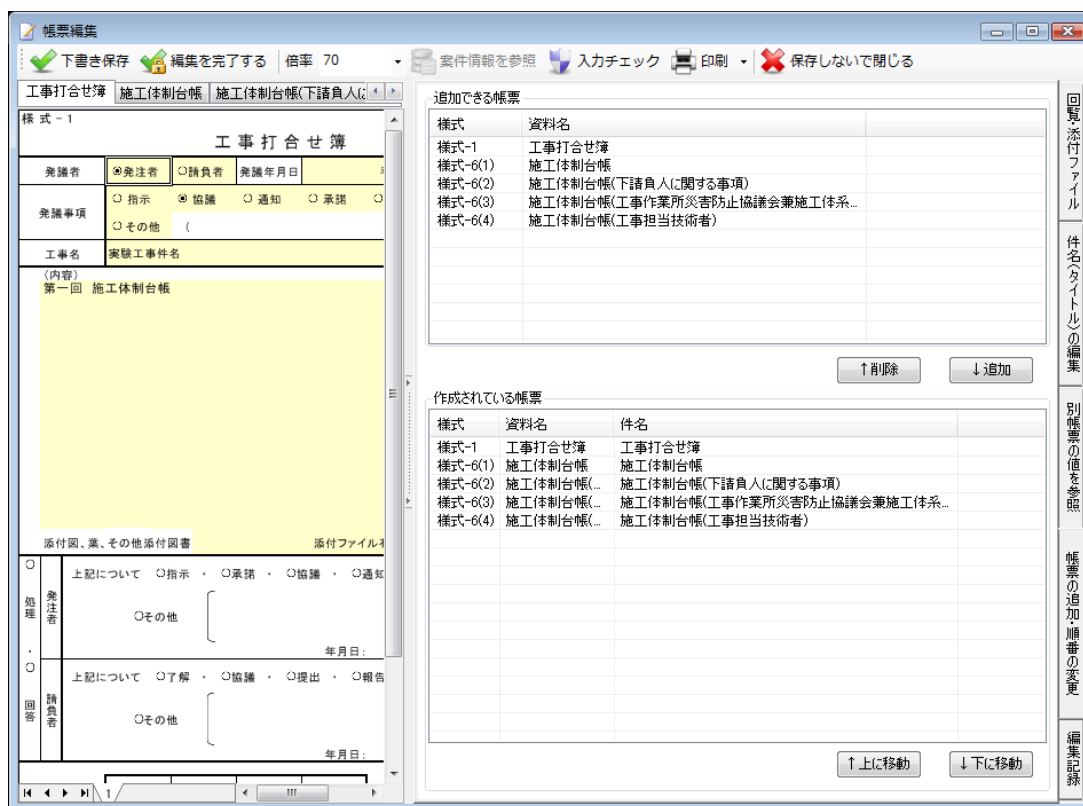 帳票編集
下書き保存 編集を完了する 倍率 70 案件情報を参照 入力チェック 印刷 保存しないで閉じる
工事打合せ簿 施工体制台帳 施工体制台帳(下請負人に
様 式 - 1
工 事 打 合 せ 簿
発議者 発注者 請負者 発議年月日
発議事項 指示 協議 通知 承諾
その他 (
工事名 実験工事件名
(内容)
第一回 施工体制台帳
添付図、葉、その他添付図書 添付ファイル
処理 ・ 回答
発注者
上記について 指示 ・ 承諾 ・ 協議 ・ 通知
その他
年月日:
請負者
上記について 了解 ・ 協議 ・ 提出 ・ 報告
その他
年月日:
1
追加できる帳票
様式 資料名
様式-1 工事打合せ簿
様式-6(1) 施工体制台帳
様式-6(2) 施工体制台帳(下請負人に関する事項)
様式-6(3) 施工体制台帳(工事作業所災害防止協議会兼施工体系...
様式-6(4) 施工体制台帳(工事担当技術者)
↑削除 ↓追加
作成されている帳票
様式 資料名 件名
様式-1 工事打合せ簿 工事打合せ簿
様式-6(1) 施工体制台帳 施工体制台帳
様式-6(2) 施工体制台帳(... 施工体制台帳(下請負人に関する事項)
様式-6(3) 施工体制台帳(... 施工体制台帳(工事作業所災害防止協議会兼施工体系...
様式-6(4) 施工体制台帳(... 施工体制台帳(工事担当技術者)
↑上に移動 ↓下に移動
回覧・添付ファイル
件名(タイトル)の編集
別帳票の値を参照
帳票の追加・順番の変更
編集記録